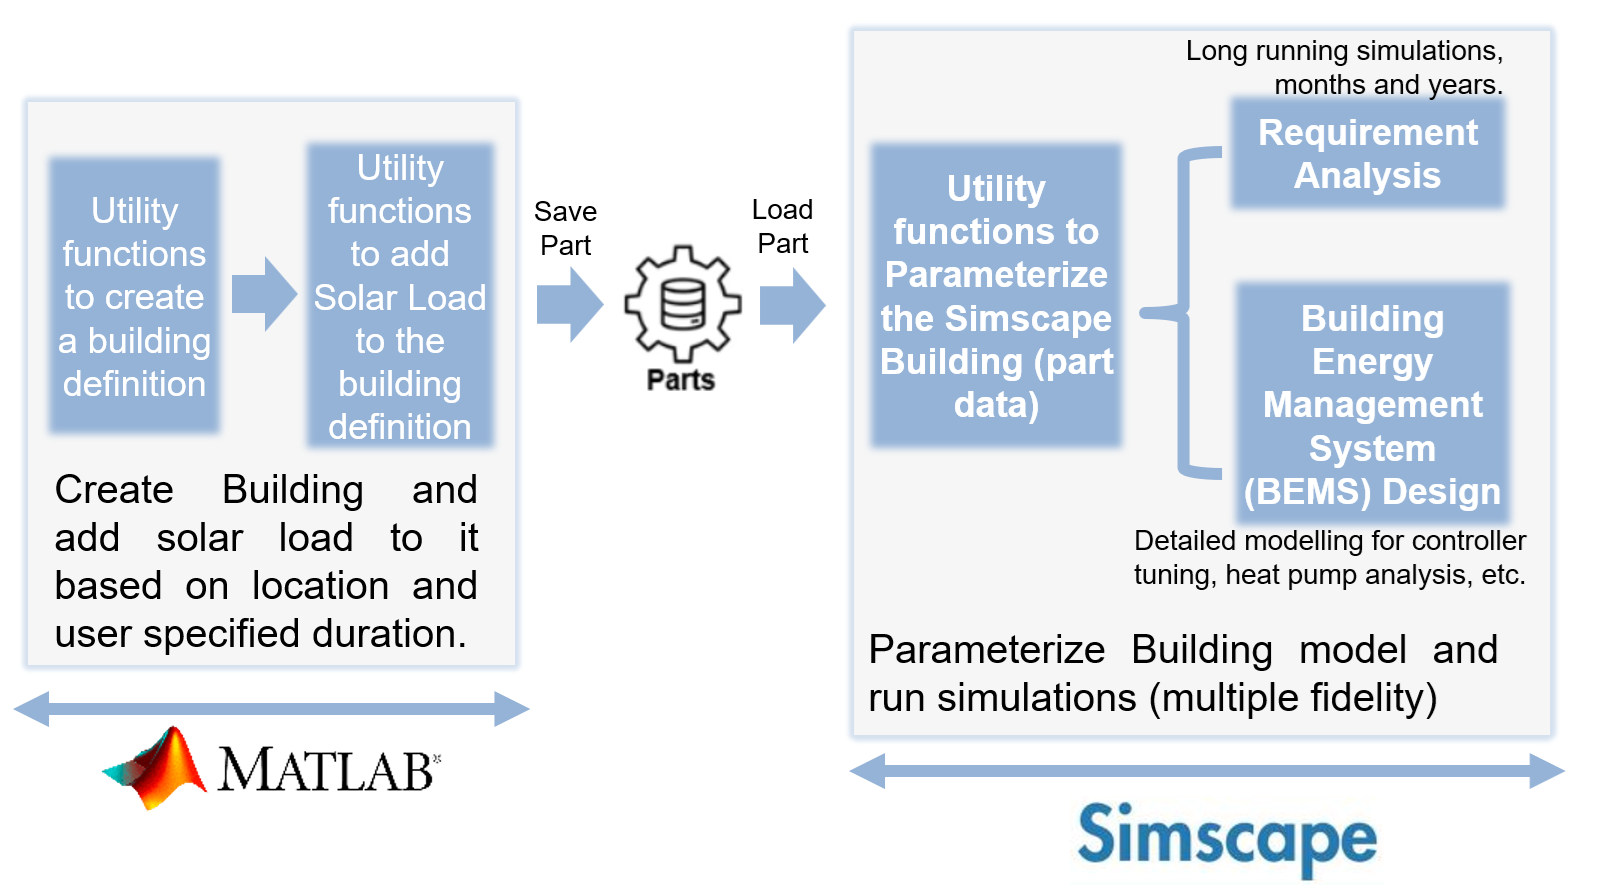 Utility
functions
to create
a building
definition
Utility
functions
to add
Solar Load
to the
building
definition
Create Building and
add solar load to it
based on location and
user specified duration.
MATLAB®
Save
Part
Parts
Load
Part
Utility
functions to
Parameterize
the Simscape
Building (part
data)
Long running simulations,
months and years.
Requirement
Analysis
Building
Energy
Management
System
(BEMS) Design
Detailed modelling for controller
tuning, heat pump analysis, etc.
Parameterize Building model and
run simulations (multiple fidelity)
Simscape